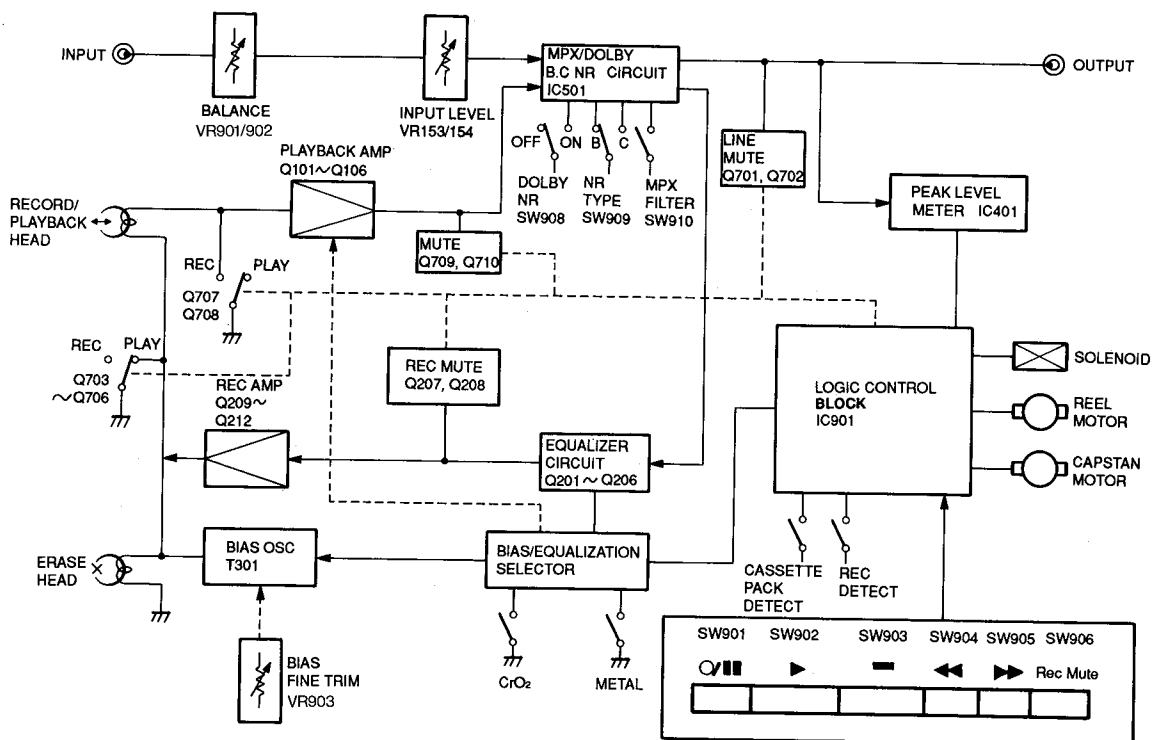 INPUT
BALANCE
VR901/902
INPUT LEVEL
VR153/154
MPX/DOLBY
B.C NR CIRCUIT
IC501
OUTPUT
OFF
ON
B
C
DOLBY
NR
SW908
NR
TYPE
SW909
MPX
FILTER
SW910
LINE
MUTE
Q701, Q702
PEAK LEVEL
METER IC401
PLAYBACK AMP
Q101~Q106
RECORD/
PLAYBACK
HEAD
MUTE
Q709, Q710
REC
PLAY
Q707
Q708
REC
PLAY
Q703
~Q706
REC AMP
Q209~
Q212
REC MUTE
Q207, Q208
LOGIC CONTROL
BLOCK
IC901
SOLENOID
REEL
MOTOR
CAPSTAN
MOTOR
EQUALIZER
CIRCUIT
Q201~Q206
ERASE
HEAD
BIAS OSC
T301
BIAS/EQUALIZATION
SELECTOR
CASSETTE
PACK
DETECT
REC
DETECT
BIAS
FINE TRIM
VR903
CrO₂
METAL
SW901 SW902 SW903 SW904 SW905 SW906
Rec Mute